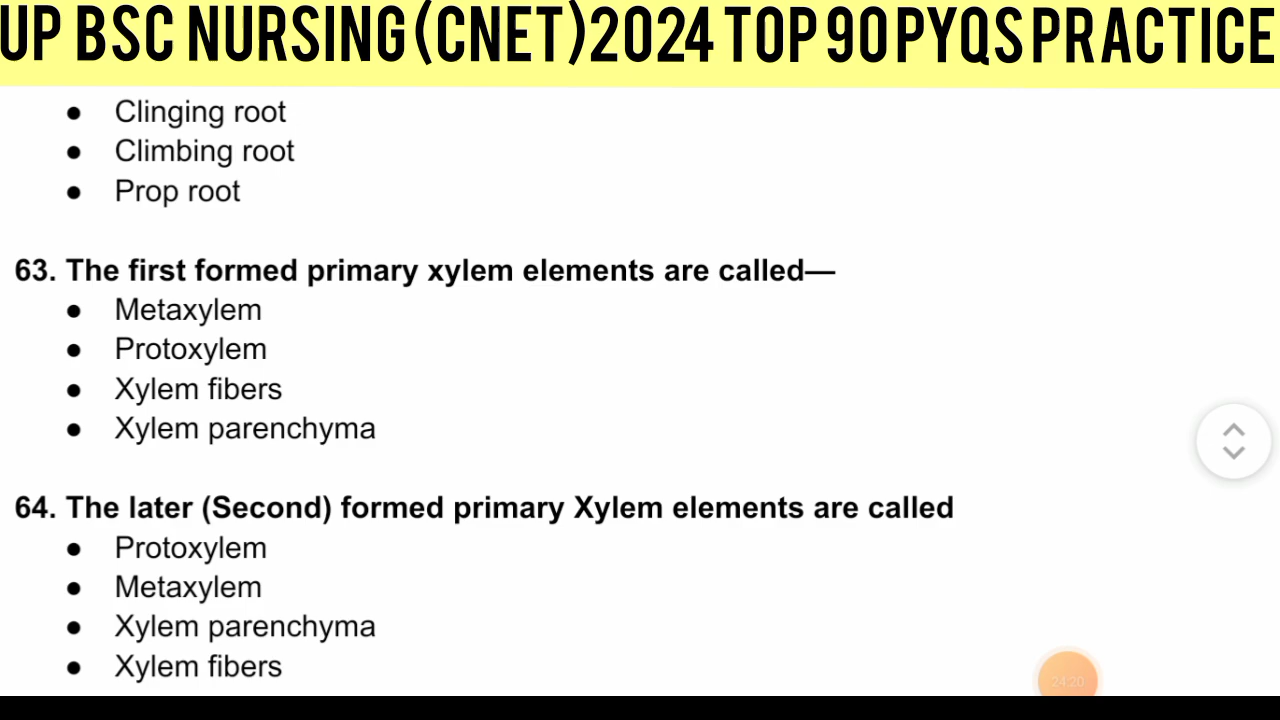 UP BSC NURSING(CNET)2024 TOP 90 PYQS PRACTICE
● Clinging root
● Climbing root
● Prop root
63. The first formed primary xylem elements are called—
● Metaxylem
● Protoxylem
● Xylem fibers
● Xylem parenchyma
64. The later (Second) formed primary Xylem elements are called
● Protoxylem
● Metaxylem
● Xylem parenchyma
● Xylem fibers
24:20